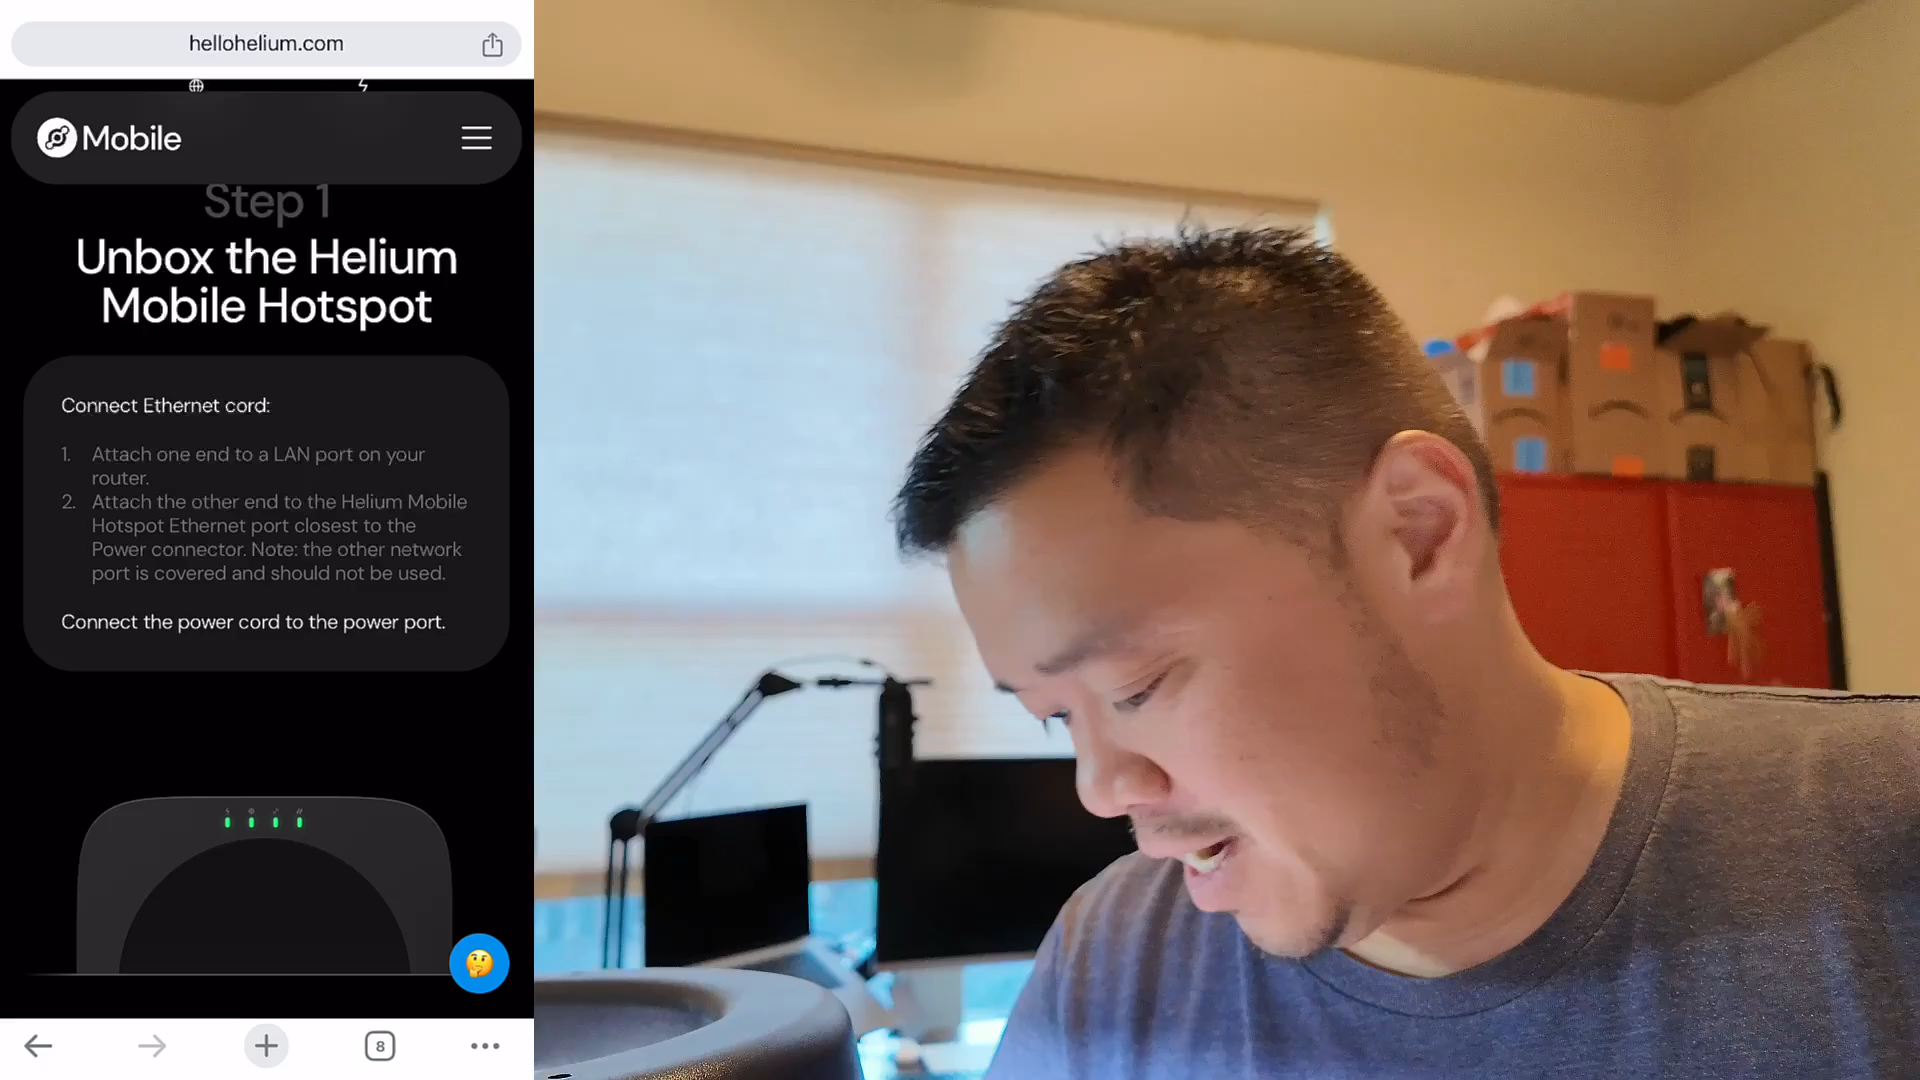 hellohelium.com
Mobile
Step 1
Unbox the Helium
Mobile Hotspot
Connect Ethernet cord:
1. Attach one end to a LAN port on your
router.
2. Attach the other end to the Helium Mobile
Hotspot Ethernet port closest to the
Power connector. Note: the other network
port is covered and should not be used.
Connect the power cord to the power port.
8